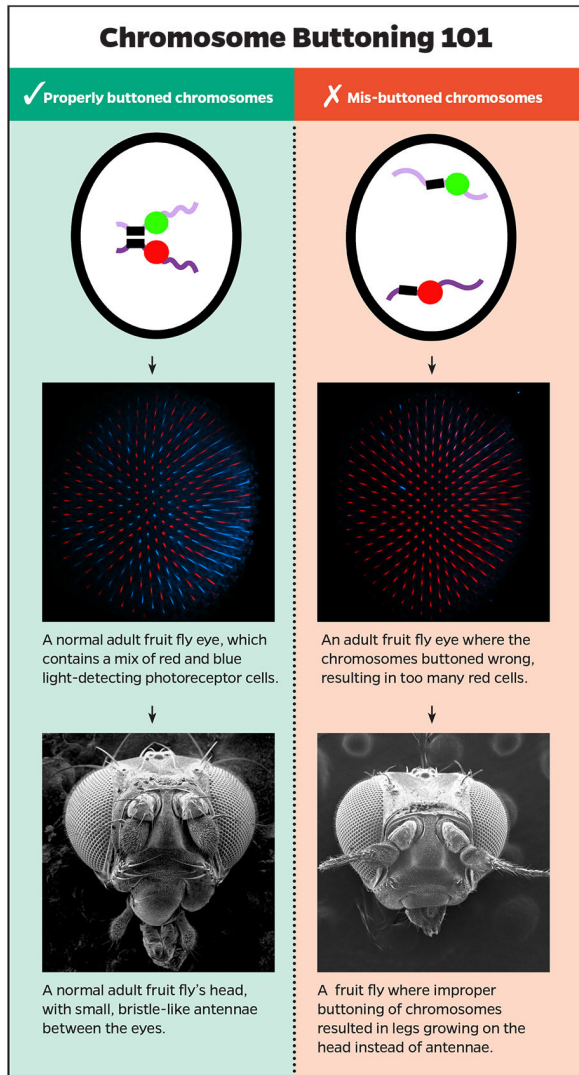 Chromosome Buttoning 101
✓ Properly buttoned chromosomes
✗ Mis-buttoned chromosomes
A normal adult fruit fly eye, which
contains a mix of red and blue
light-detecting photoreceptor cells.
An adult fruit fly eye where the
chromosomes buttoned wrong,
resulting in too many red cells.
A normal adult fruit fly's head,
with small, bristle-like antennae
between the eyes.
A fruit fly where improper
buttoning of chromosomes
resulted in legs growing on the
head instead of antennae.